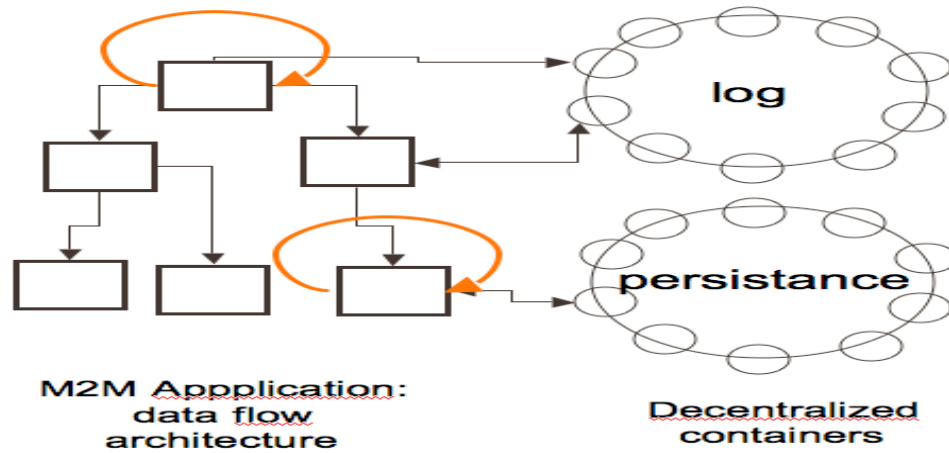 log
persistance
M2M Appplication:
data flow
architecture
Decentralized
containers